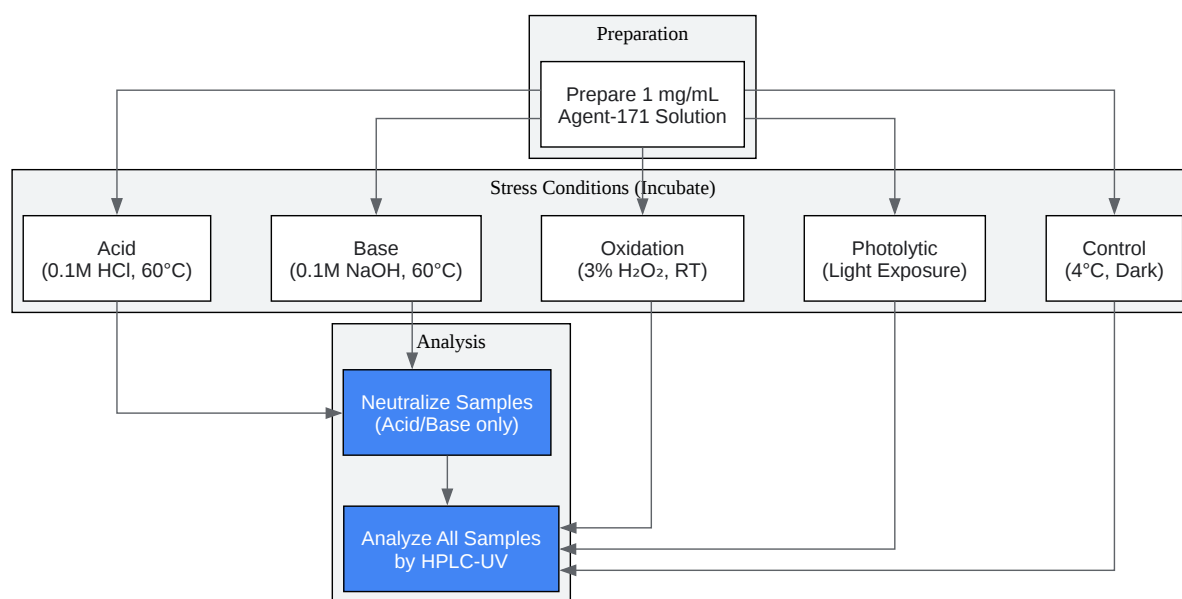 Preparation
Prepare 1 mg/mL
Agent-171 Solution
Stress Conditions (Incubate)
Acid
(0.1M HCl, 60°C)
Base
(0.1M NaOH, 60°C)
Oxidation
(3% H₂O₂, RT)
Photolytic
(Light Exposure)
Control
(4°C, Dark)
Analysis
Neutralize Samples
(Acid/Base only)
Analyze All Samples
by HPLC-UV